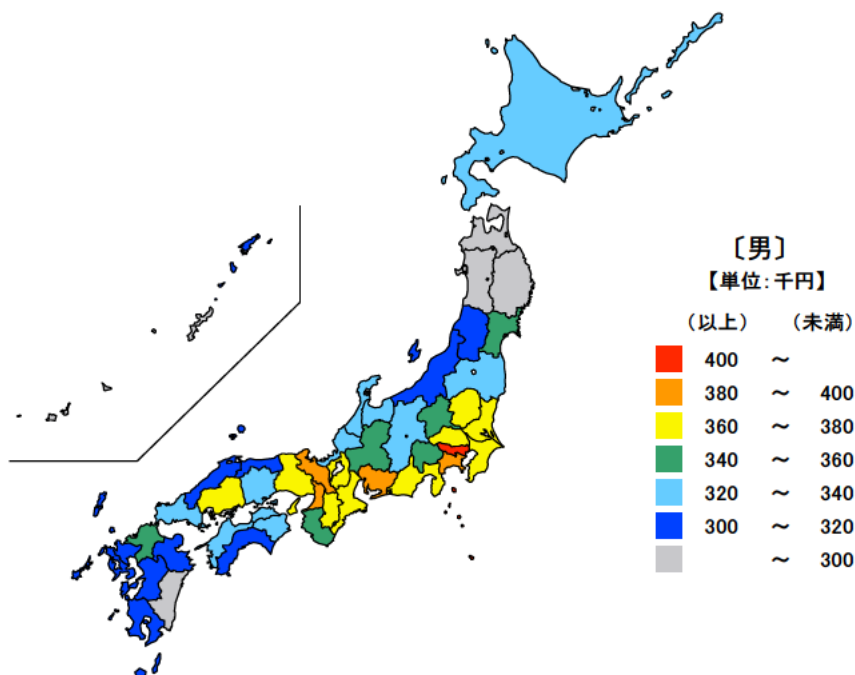 〔男〕
【単位：千円】
（以上）　（未満）
400　～
380　～　400
360　～　380
340　～　360
320　～　340
300　～　320
～　300